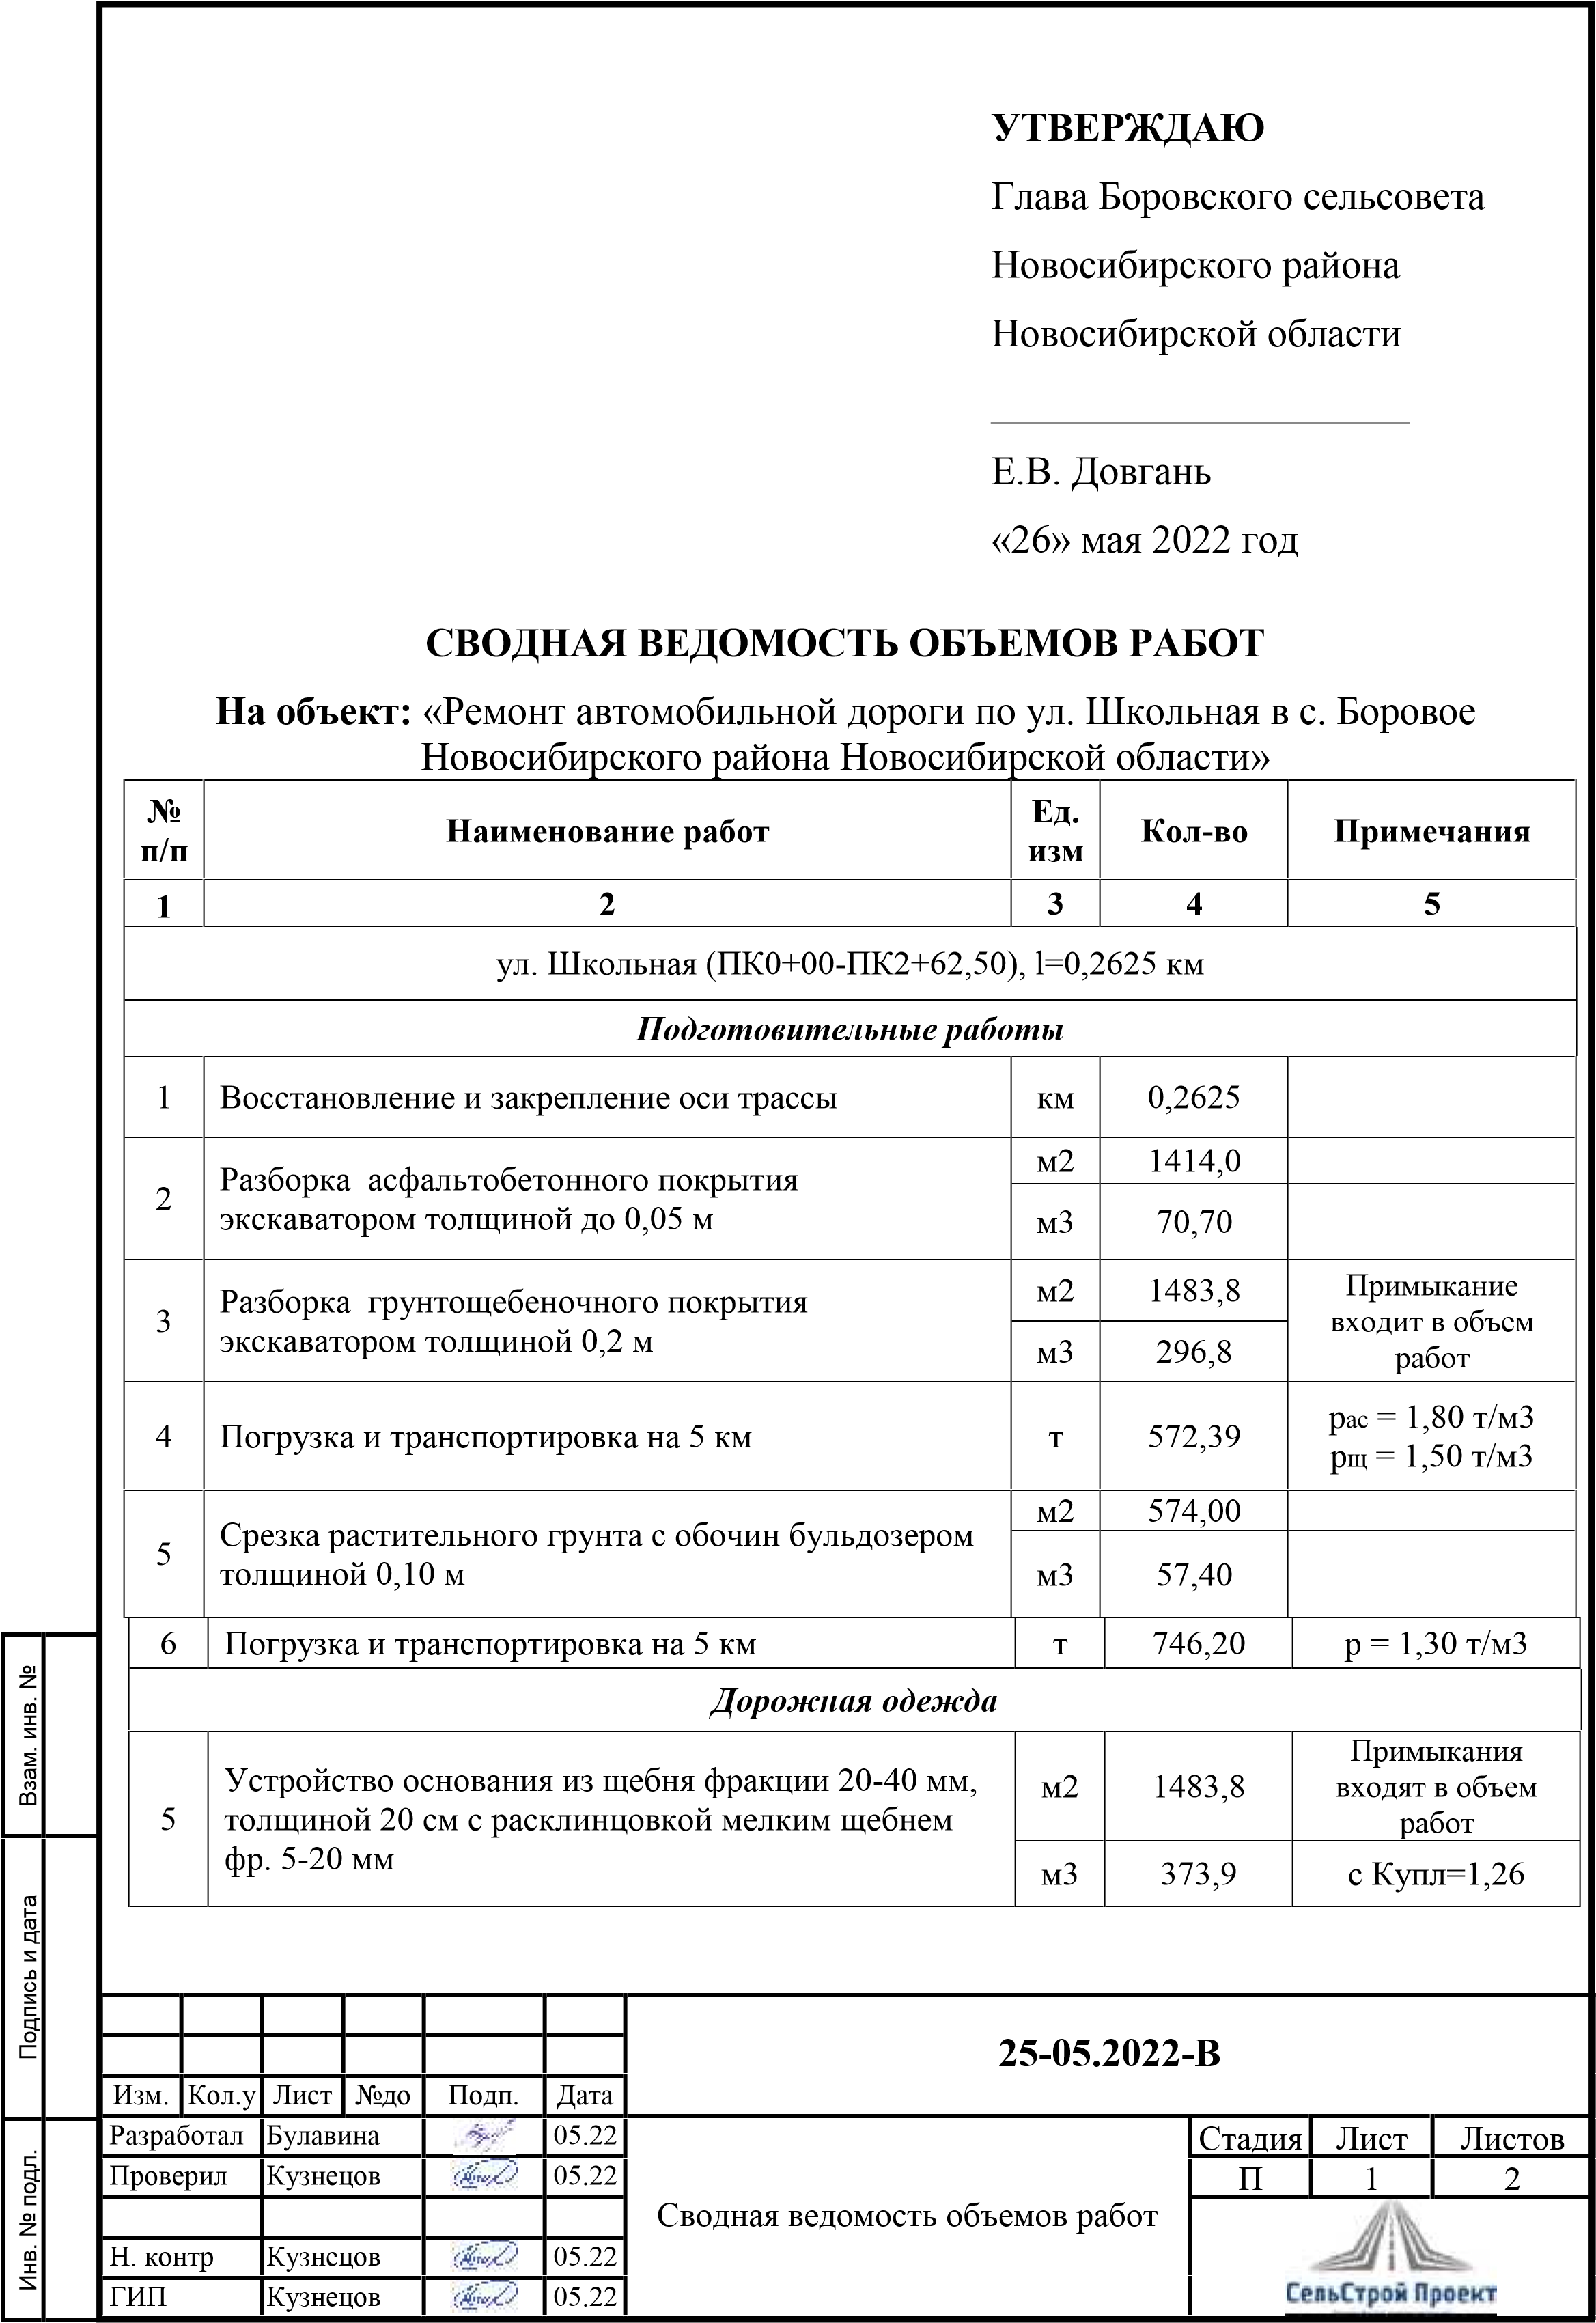 УТВЕРЖДАЮ
Глава Боровского сельсовета
Новосибирского района
Новосибирской области
Е.В. Довгань
«26» мая 2022 год
СВОДНАЯ ВЕДОМОСТЬ ОБЪЕМОВ РАБОТ
На объект: «Ремонт автомобильной дороги по ул. Школьная в с. Боровое
Новосибирского района Новосибирской области»
№ п/п Наименование работ Ед. изм Кол-во Примечания
1 2 3 4 5
ул. Школьная (ПК0+00-ПК2+62,50), l=0,2625 км
Подготовительные работы
1 Восстановление и закрепление оси трассы км 0,2625
2 Разборка асфальтобетонного покрытия
экскаватором толщиной до 0,05 м
м2 1414,0
м3 70,70
3 Разборка грунтощебеночного покрытия
экскаватором толщиной 0,2 м
м2 1483,8
м3 296,8
Примыкание
входит в объем
работ
4 Погрузка и транспортировка на 5 км т 572,39
рас = 1,80 т/м3
рщ = 1,50 т/м3
5 Срезка растительного грунта с обочин бульдозером
толщиной 0,10 м
м2 574,00
м3 57,40
6 Погрузка и транспортировка на 5 км т 746,20 р = 1,30 т/м3
Дорожная одежда
5 Устройство основания из щебня фракции 20-40 мм,
толщиной 20 см с расклинцовкой мелким щебнем
фр. 5-20 мм
м2 1483,8
Примыкания
входят в объем
работ
м3 373,9 с Купл=1,26
Взам. инв. №
Подпись и дата
Инв. № подл.
25-05.2022-В
Изм. Кол.у Лист №до Подп. Дата
Разработал Булавина 05.22
Проверил Кузнецов 05.22
Н. контр Кузнецов 05.22
ГИП Кузнецов 05.22
Сводная ведомость объемов работ
Стадия Лист Листов
П 1 2
СельСтрой Проект